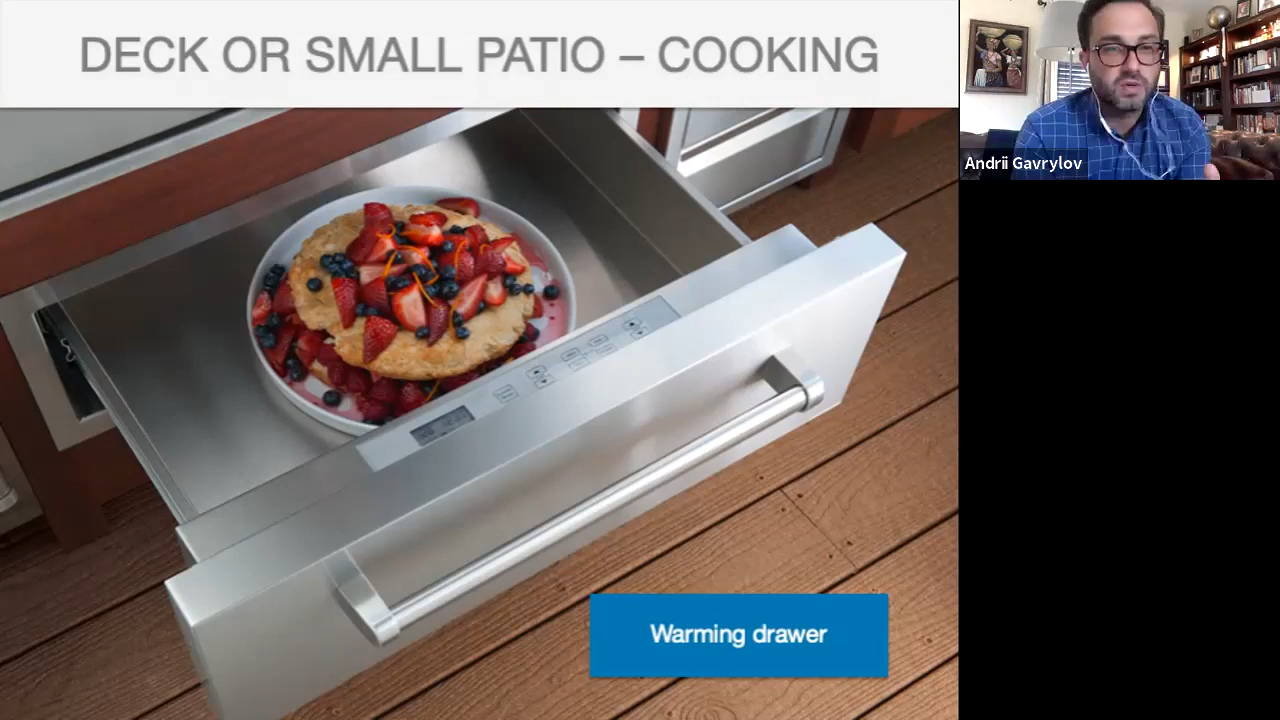 DECK OR SMALL PATIO – COOKING
Andrii Gavrylov
Warming drawer